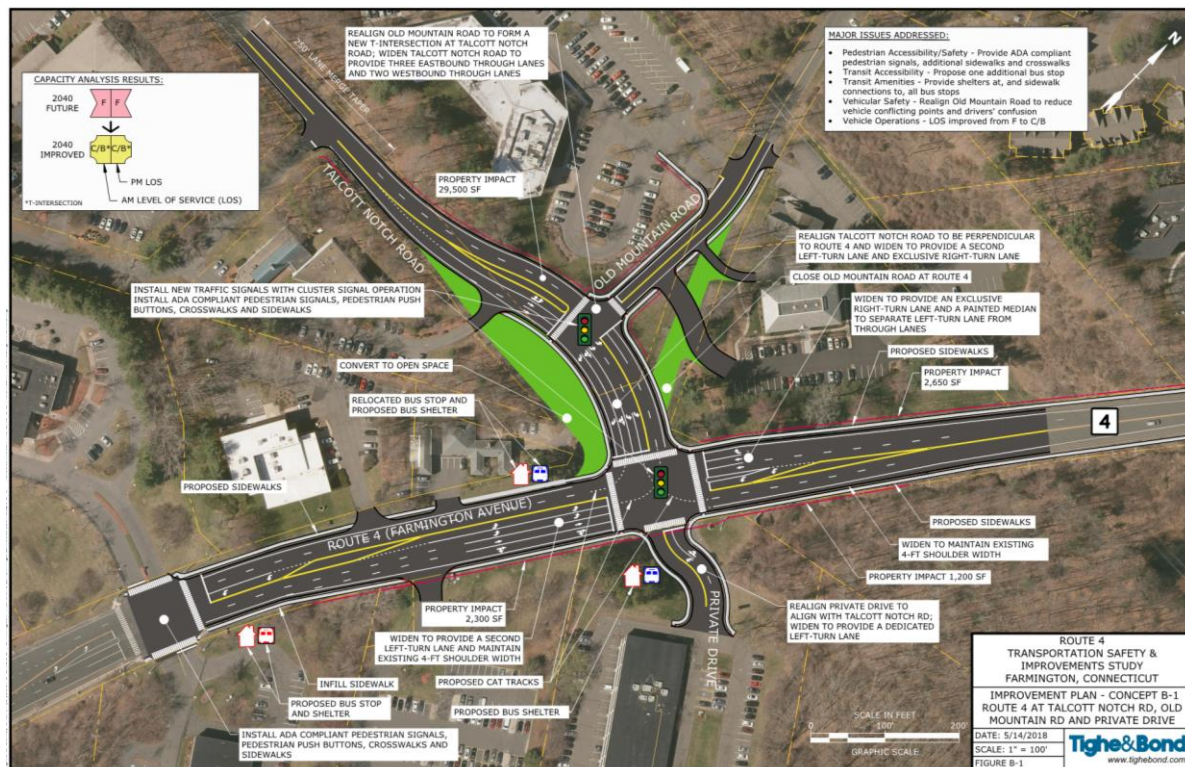 REALIGN OLD MOUNTAIN ROAD TO FORM A
NEW T-INTERSECTION AT TALCOTT NOTCH
ROAD; WIDEN TALCOTT NOTCH ROAD TO
PROVIDE THREE EASTBOUND THROUGH LANES
AND TWO WESTBOUND THROUGH LANES
MAJOR ISSUES ADDRESSED:
• Pedestrian Accessibility/Safety - Provide ADA compliant
pedestrian signals, additional sidewalks and crosswalks
• Transit Accessibility - Propose one additional bus stop
• Transit Amenities - Provide shelters at, and sidewalk
connections to, all bus stops
• Vehicular Safety - Realign Old Mountain Road to reduce
vehicle conflicting points and drivers' confusion
• Vehicle Operations - LOS improved from F to C/B
N
250' LANE DROP TAPER
CAPACITY ANALYSIS RESULTS:
2040
FUTURE
F F
2040
IMPROVED
C/B* C/B*
PM LOS
AM LEVEL OF SERVICE (LOS)
*T-INTERSECTION
TALCOTT NOTCH ROAD
PROPERTY IMPACT
29,500 SF
OLD MOUNTAIN ROAD
REALIGN TALCOTT NOTCH ROAD TO BE PERPENDICULAR
TO ROUTE 4 AND WIDEN TO PROVIDE A SECOND
LEFT-TURN LANE AND EXCLUSIVE RIGHT-TURN LANE
CLOSE OLD MOUNTAIN ROAD AT ROUTE 4
INSTALL NEW TRAFFIC SIGNALS WITH CLUSTER SIGNAL OPERATION
INSTALL ADA COMPLIANT PEDESTRIAN SIGNALS, PEDESTRIAN PUSH
BUTTONS, CROSSWALKS AND SIDEWALKS
WIDEN TO PROVIDE AN EXCLUSIVE
RIGHT-TURN LANE AND A PAINTED MEDIAN
TO SEPARATE LEFT-TURN LANE FROM
THROUGH LANES
PROPOSED SIDEWALKS
CONVERT TO OPEN SPACE
PROPERTY IMPACT
2,650 SF
RELOCATED BUS STOP AND
PROPOSED BUS SHELTER
4
PROPOSED SIDEWALKS
ROUTE 4 (FARMINGTON AVENUE)
PROPOSED SIDEWALKS
WIDEN TO MAINTAIN EXISTING
4-FT SHOULDER WIDTH
PROPERTY IMPACT 1,200 SF
PROPERTY IMPACT
2,300 SF
PRIVATE DRIVE
REALIGN PRIVATE DRIVE TO
ALIGN WITH TALCOTT NOTCH RD;
WIDEN TO PROVIDE A DEDICATED
LEFT-TURN LANE
WIDEN TO PROVIDE A SECOND
LEFT-TURN LANE AND MAINTAIN
EXISTING 4-FT SHOULDER WIDTH
INFILL SIDEWALK
PROPOSED CAT TRACKS
PROPOSED BUS STOP
AND SHELTER
PROPOSED BUS SHELTER
INSTALL ADA COMPLIANT PEDESTRIAN SIGNALS,
PEDESTRIAN PUSH BUTTONS, CROSSWALKS AND
SIDEWALKS
SCALE IN FEET
0 100' 200'
GRAPHIC SCALE
ROUTE 4
TRANSPORTATION SAFETY &
IMPROVEMENTS STUDY
FARMINGTON, CONNECTICUT
IMPROVEMENT PLAN - CONCEPT B-1
ROUTE 4 AT TALCOTT NOTCH RD, OLD
MOUNTAIN RD AND PRIVATE DRIVE
DATE: 5/14/2018
SCALE: 1" = 100'
FIGURE B-1
Tighe&Bond
www.tighebond.com